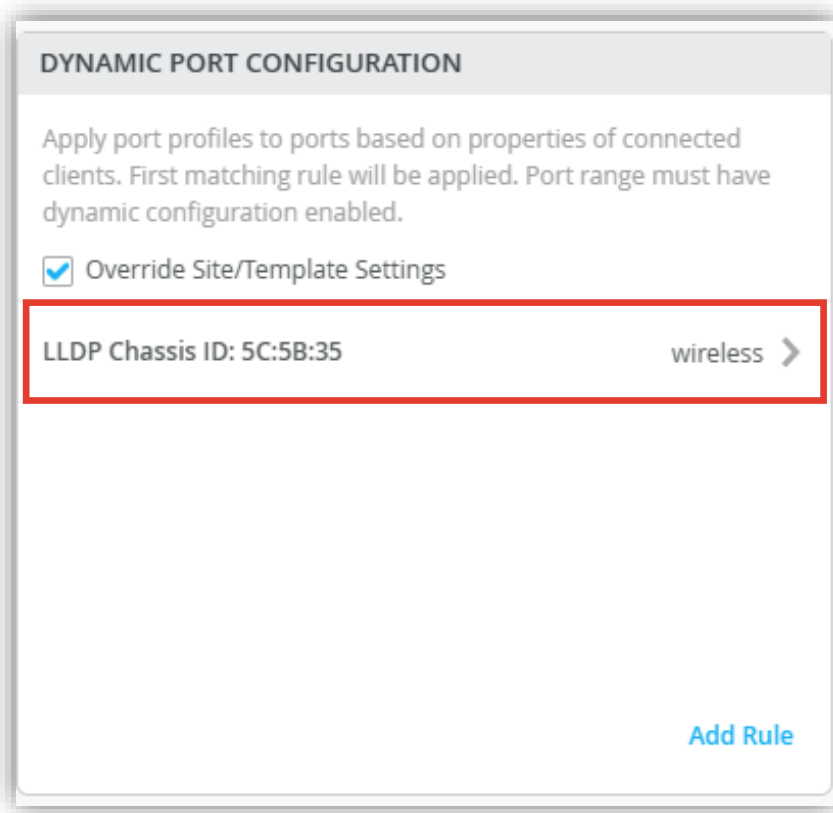 DYNAMIC PORT CONFIGURATION
Apply port profiles to ports based on properties of connected
clients. First matching rule will be applied. Port range must have
dynamic configuration enabled.
Override Site/Template Settings
LLDP Chassis ID: 5C:5B:35 wireless
Add Rule